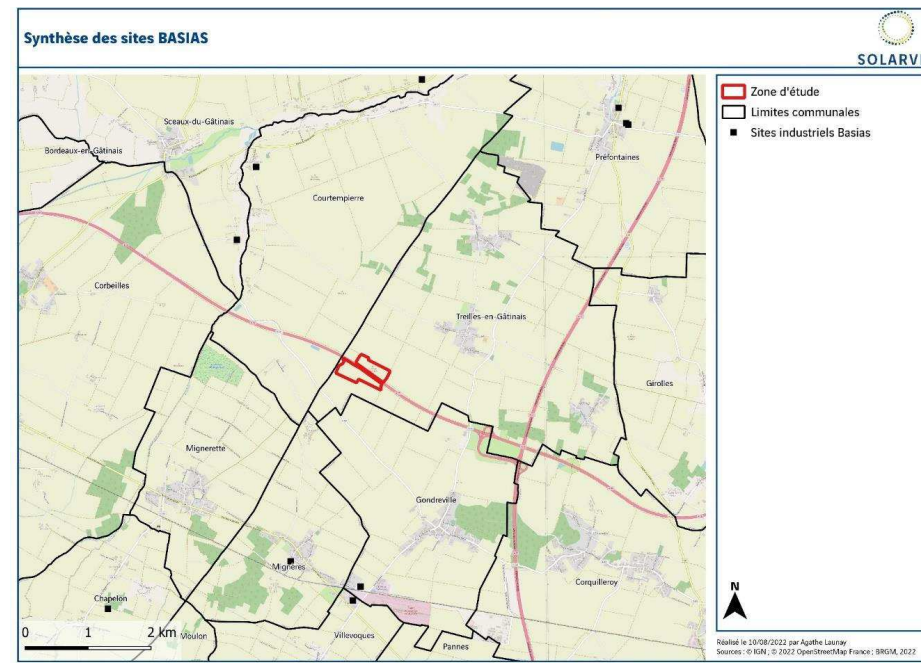 Synthèse des sites BASIAS
SOLARVI
Zone d'étude
Limites communales
Sites industriels Basias
Sceaux-du-Gâtinais
Bordeaux-en-Gâtinais
Préfontaines
Courtempierre
Corbeilles
Treilles-en-Gâtinais
Girolles
Mignerette
Gondreville
Mignères
Corquilleroy
Chapelon
Moulon
Villevoques
Pannes
0 1 2 km
N
Réalisé le 10/08/2022 par Agathe Launay
Sources : © IGN ; © 2022 OpenStreetMap France ; BRGM, 2022